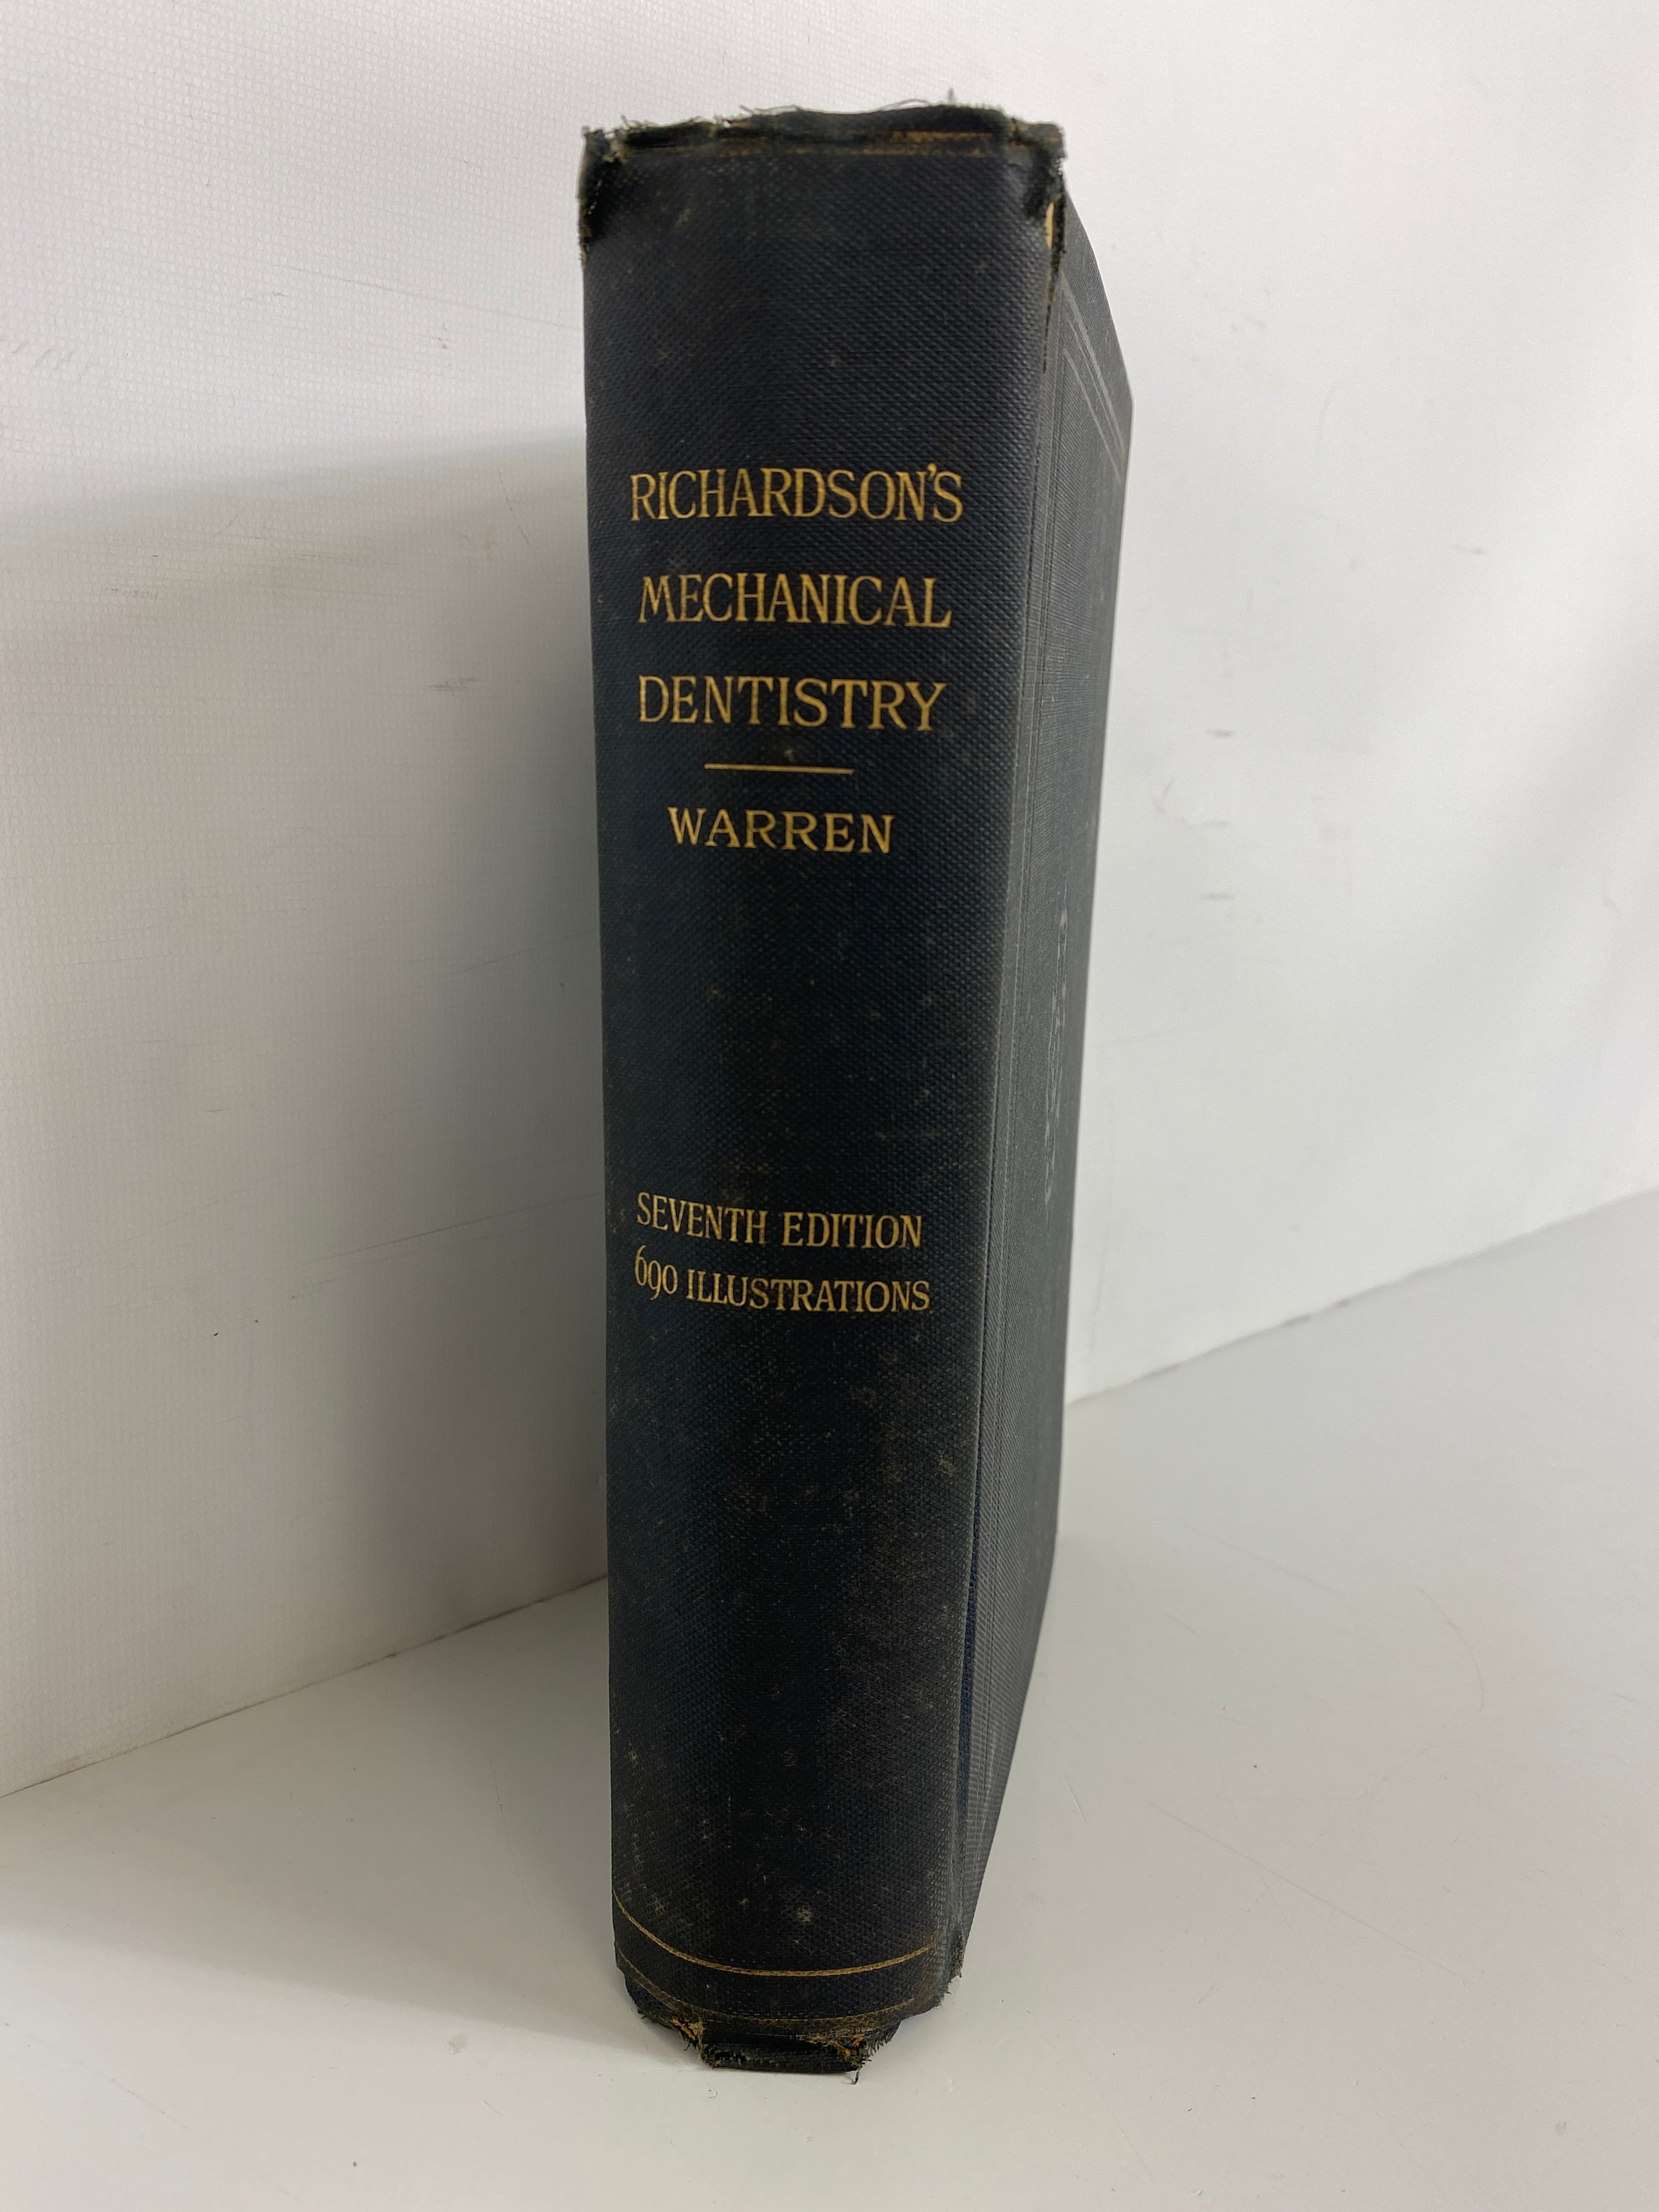 RICHARDSON'S
MECHANICAL
DENTISTRY
WARREN
SEVENTH EDITION
690 ILLUSTRATIONS